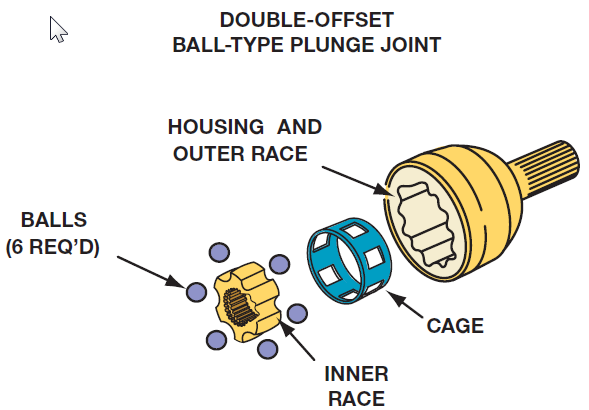 DOUBLE-OFFSET
BALL-TYPE PLUNGE JOINT
HOUSING AND
OUTER RACE
BALLS
(6 REQ'D)
CAGE
INNER
RACE